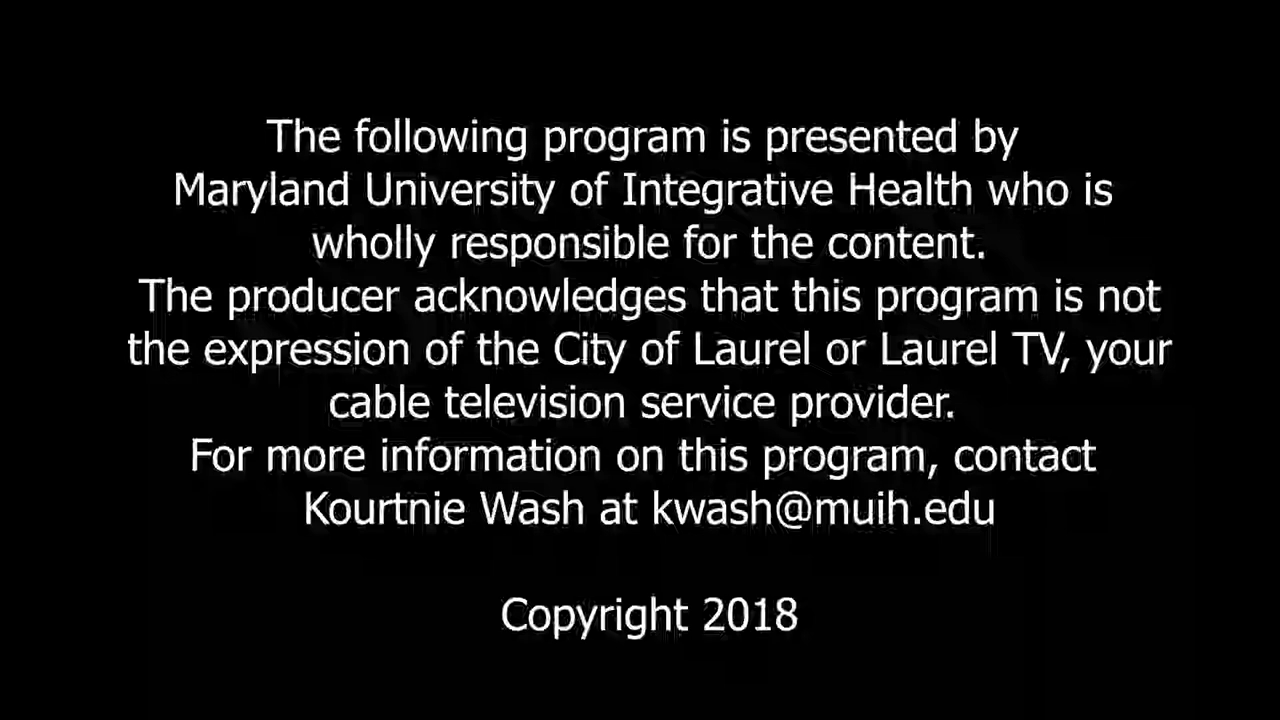 The following program is presented by
Maryland University of Integrative Health who is
wholly responsible for the content.
The producer acknowledges that this program is not
the expression of the City of Laurel or Laurel TV, your
cable television service provider.
For more information on this program, contact
Kourtnie Wash at kwash@muih.edu
Copyright 2018